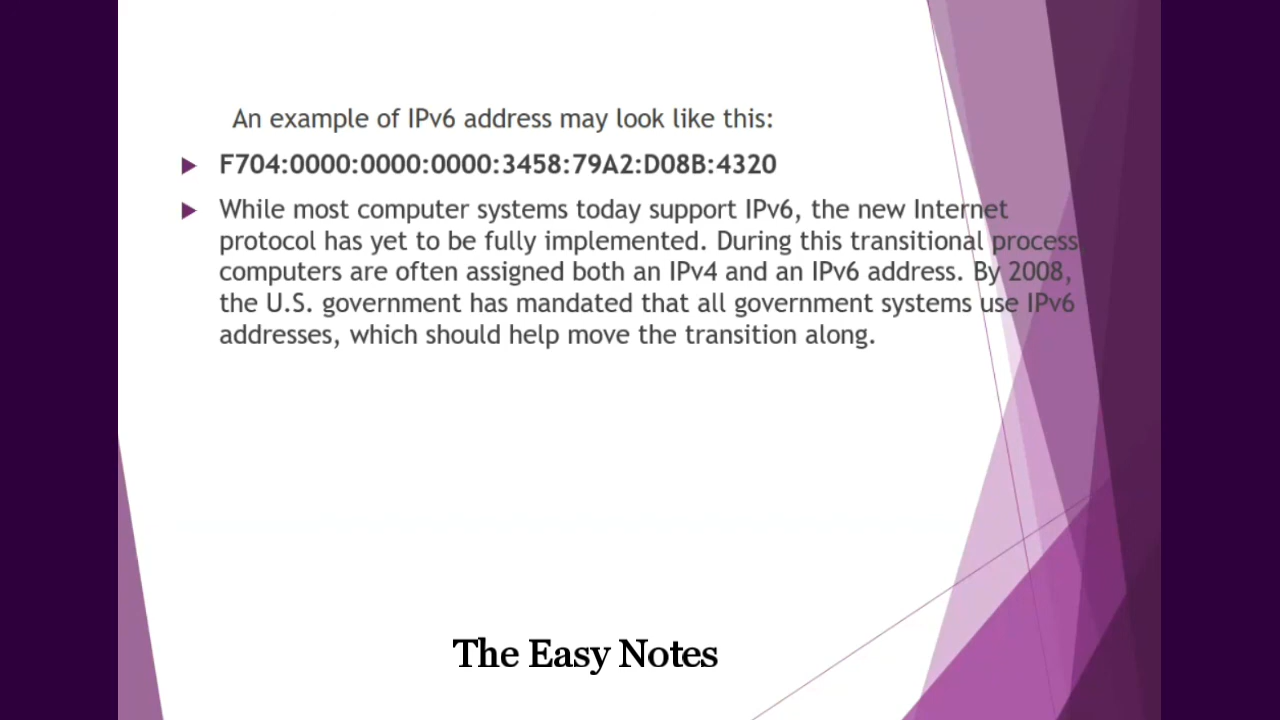 An example of IPv6 address may look like this:
F704:0000:0000:0000:3458:79A2:D08B:4320
While most computer systems today support IPv6, the new Internet
protocol has yet to be fully implemented. During this transitional process
computers are often assigned both an IPv4 and an IPv6 address. By 2008,
the U.S. government has mandated that all government systems use IPv6
addresses, which should help move the transition along.
The Easy Notes